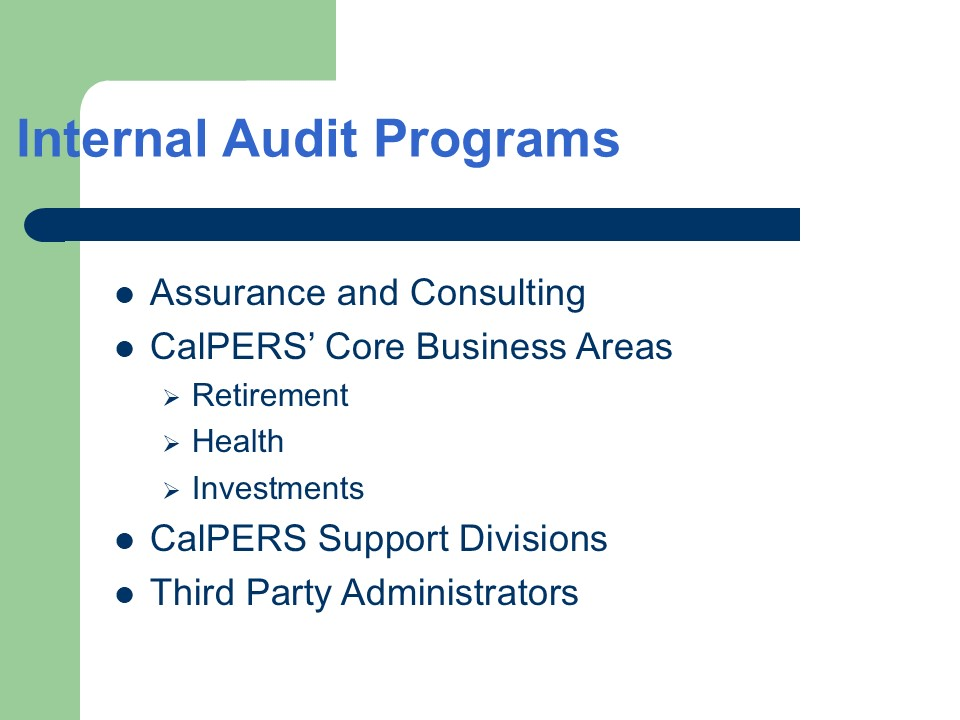 Internal Audit Programs
Assurance and Consulting
CalPERS’ Core Business Areas
Retirement
Health
Investments
CalPERS Support Divisions
Third Party Administrators